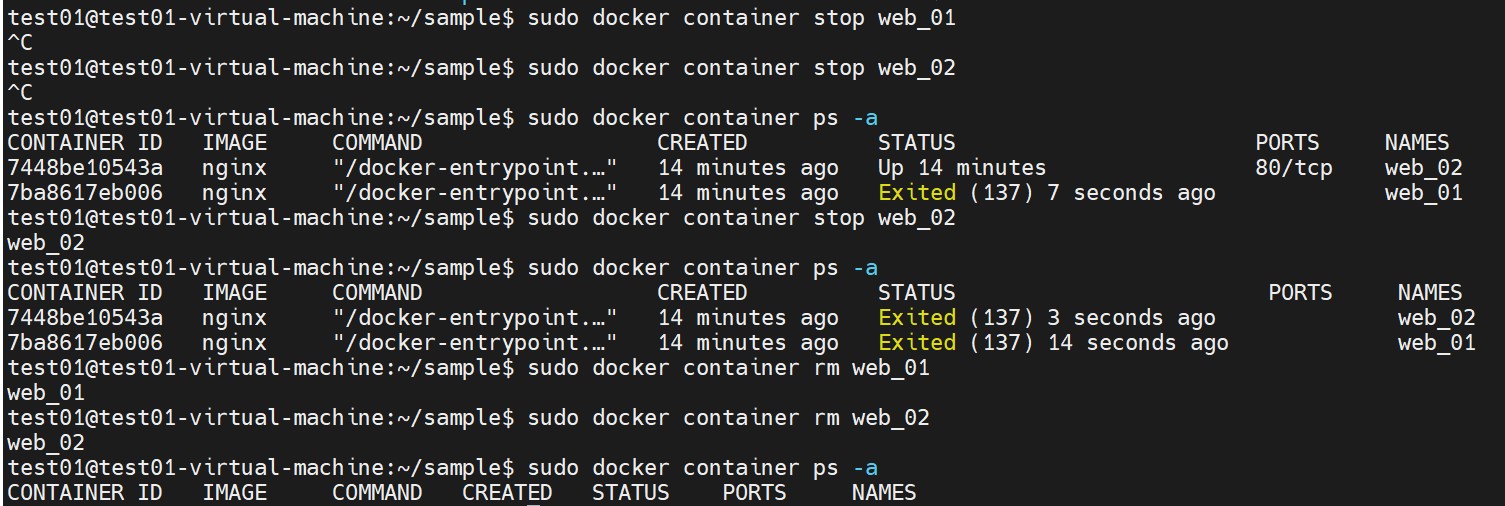 test01@test01-virtual-machine:~/sample$ sudo docker container stop web_01
^C
test01@test01-virtual-machine:~/sample$ sudo docker container stop web_02
^C
test01@test01-virtual-machine:~/sample$ sudo docker container ps -a
CONTAINER ID   IMAGE     COMMAND                  CREATED          STATUS                       PORTS     NAMES
7448be10543a   nginx     "/docker-entrypoint.…"   14 minutes ago   Up 14 minutes                80/tcp    web_02
7ba8617eb006   nginx     "/docker-entrypoint.…"   14 minutes ago   Exited (137) 7 seconds ago             web_01
test01@test01-virtual-machine:~/sample$ sudo docker container stop web_02
web_02
test01@test01-virtual-machine:~/sample$ sudo docker container ps -a
CONTAINER ID   IMAGE     COMMAND                  CREATED          STATUS                        PORTS     NAMES
7448be10543a   nginx     "/docker-entrypoint.…"   14 minutes ago   Exited (137) 3 seconds ago              web_02
7ba8617eb006   nginx     "/docker-entrypoint.…"   14 minutes ago   Exited (137) 14 seconds ago             web_01
test01@test01-virtual-machine:~/sample$ sudo docker container rm web_01
web_01
test01@test01-virtual-machine:~/sample$ sudo docker container rm web_02
web_02
test01@test01-virtual-machine:~/sample$ sudo docker container ps -a
CONTAINER ID   IMAGE     COMMAND   CREATED   STATUS    PORTS     NAMES